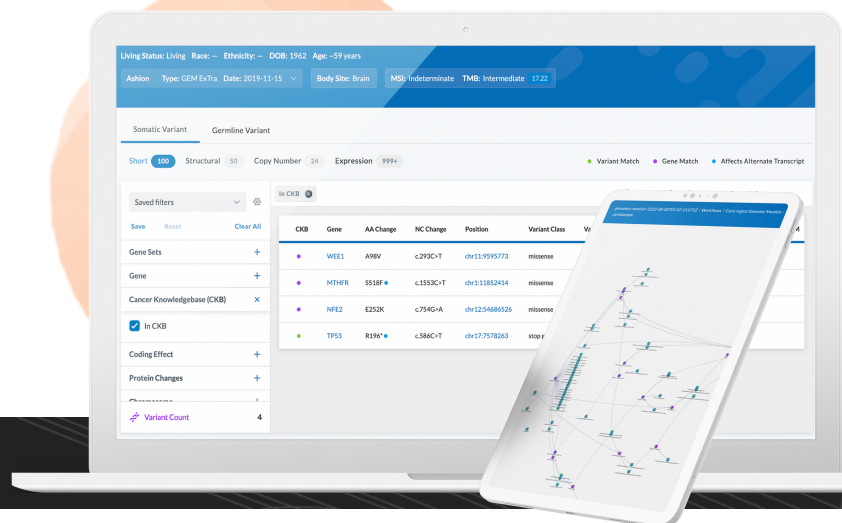 Living Status: Living Race: — Ethnicity: — DOB: 1962 Age: ~59 years
Ashion Type: GEM ExTra Date: 2019-11-15 Body Site: Brain MSI: Indeterminate TMB: Intermediate 17.22
Somatic Variant Germline Variant
Short 100 Structural 50 Copy Number 24 Expression 999+
Variant Match Gene Match Affects Alternate Transcript
Saved filters
In CKB
Save Reset Clear All
CKB Gene AA Change NC Change Position Variant Class
Gene Sets
WEE1 A98V c.293C>T chr11:9595773 missense
Gene
MTHFR S518F c.1553C>T chr1:11852414 missense
Cancer Knowledgebase (CKB)
NFE2 E252K c.754G>A chr12:54686526 missense
In CKB
TP53 R196* c.586C>T chr17:7578263 stop
Coding Effect
Protein Changes
Variant Count 4